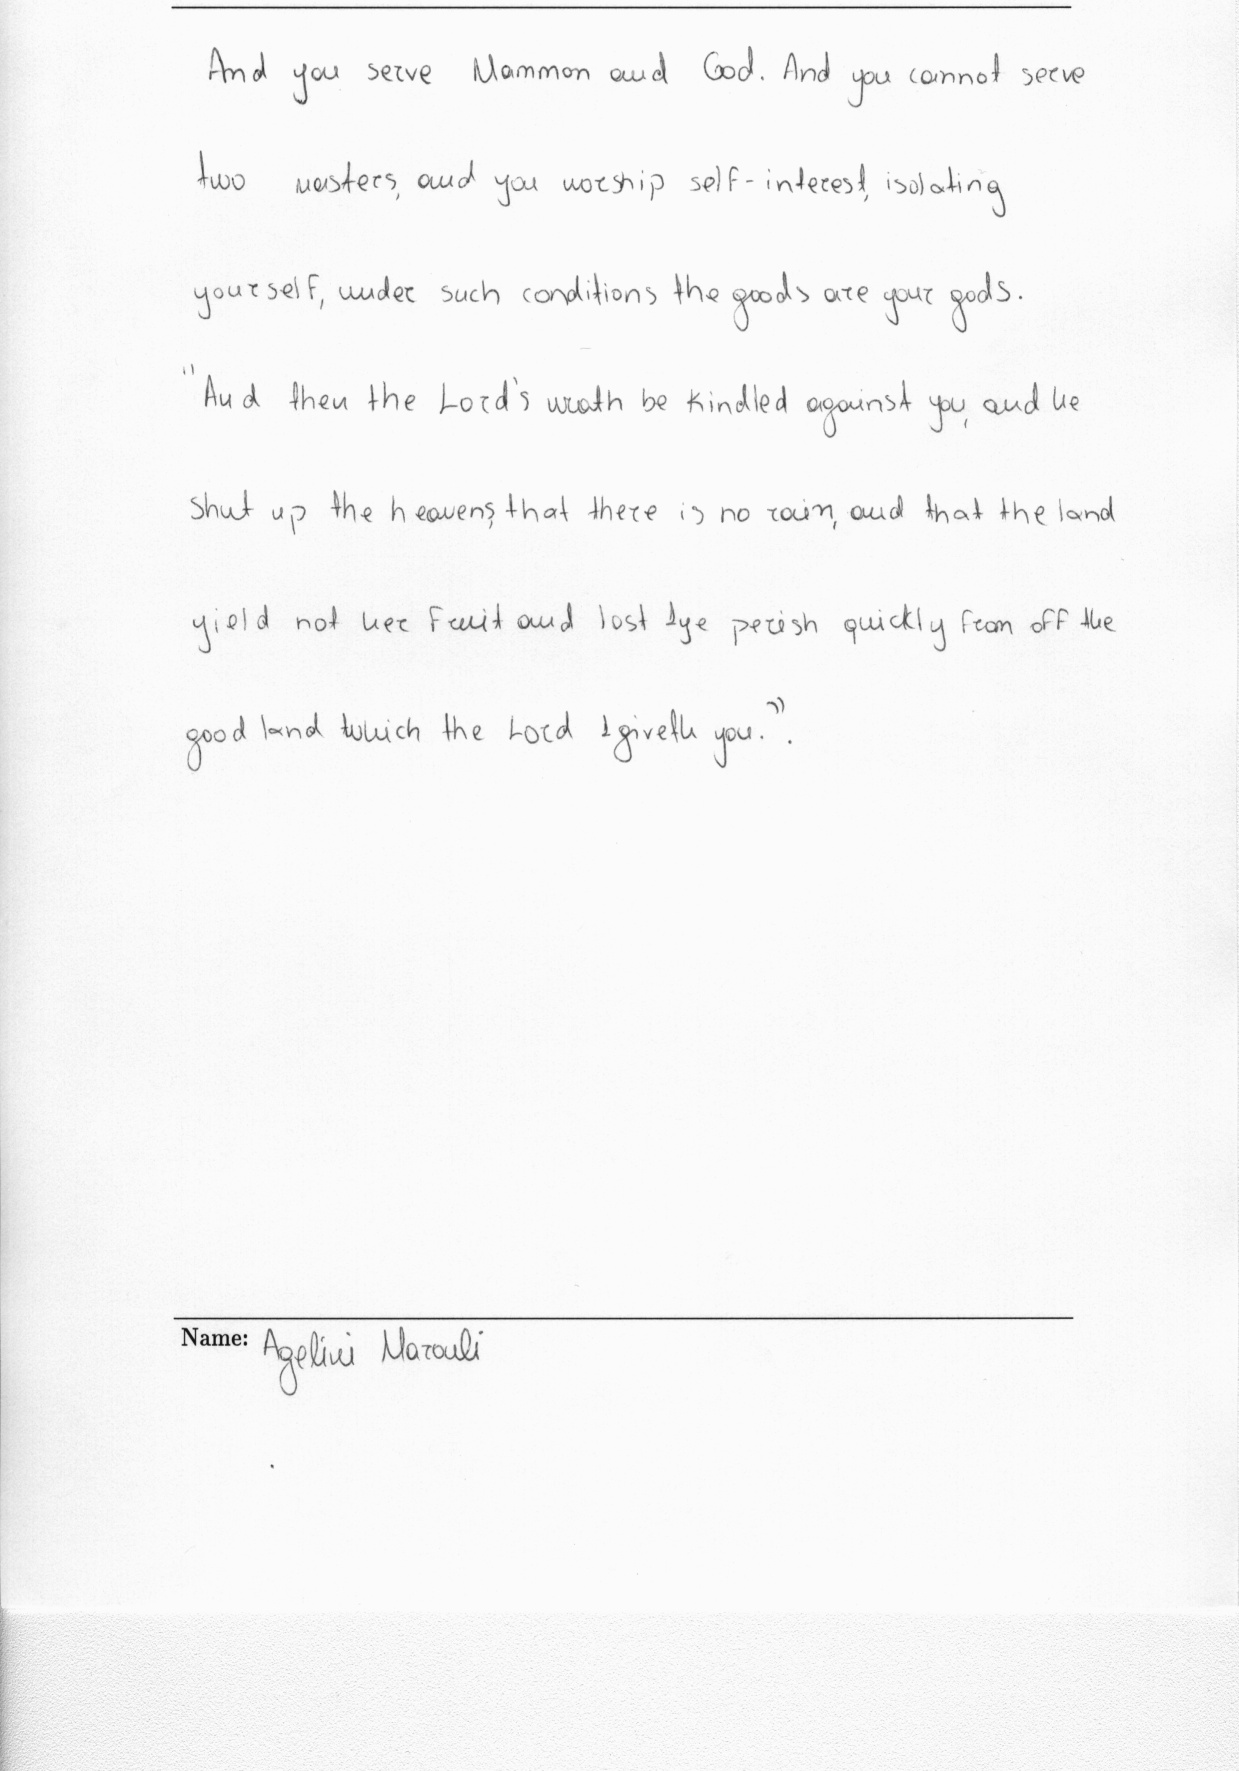 And you serve Mammon and God. And you cannot serve
two masters, and you worship self-interest, isolating
yourself, under such conditions the goods are your gods.
"And then the Lord's wrath be kindled against you, and he
shut up the heavens, that there is no rain, and that the land
yield not her fruit and lost 1ye perish quickly from off the
good land which the Lord 1giveth you.".
Name: Agelini Marouli